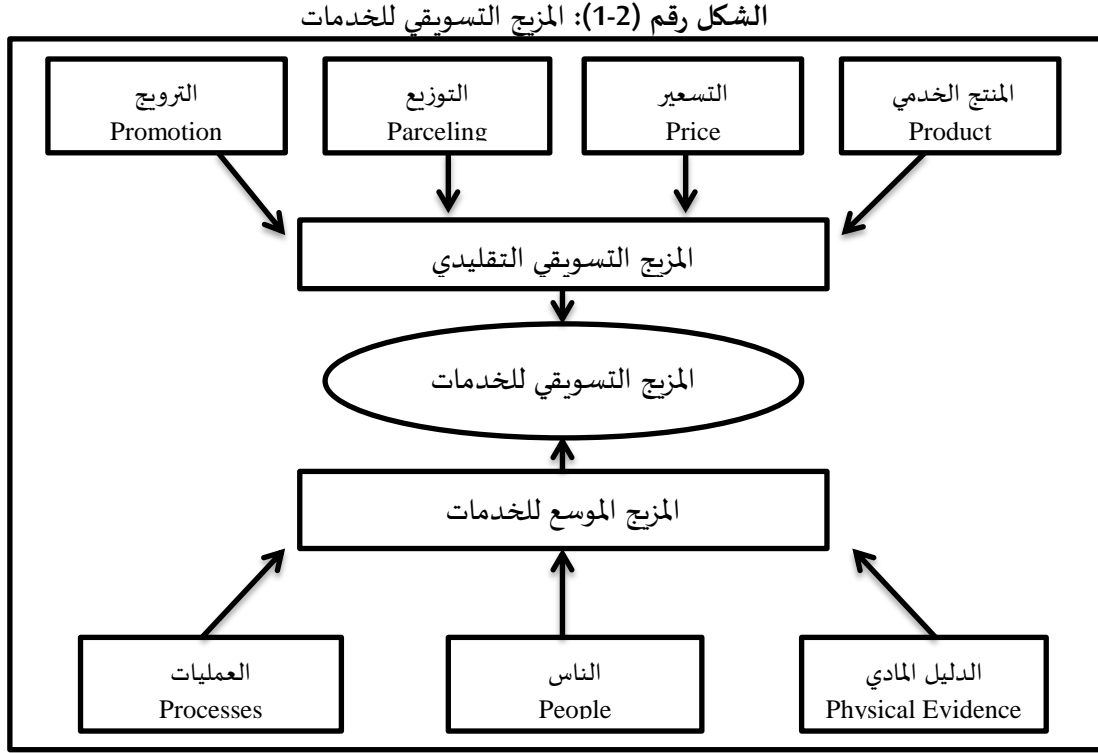 الشكل رقم (2-1): المزيج التسويقي للخدمات
المنتج الخدمي
Product
التسعير
Price
التوزيع
Parceling
الترويج
Promotion
المزيج التسويقي التقليدي
المزيج التسويقي للخدمات
المزيج الموسع للخدمات
الدليل المادي
Physical Evidence
الناس
People
العمليات
Processes